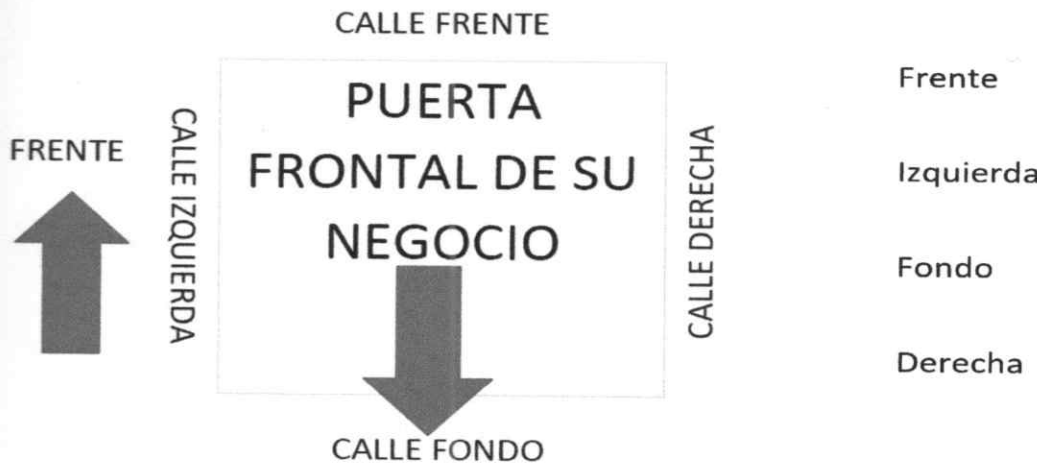 CALLE FRENTE
FRENTE
CALLE IZQUIERDA
PUERTA
FRONTAL DE SU
NEGOCIO
CALLE DERECHA
CALLE FONDO
Frente
Izquierda
Fondo
Derecha